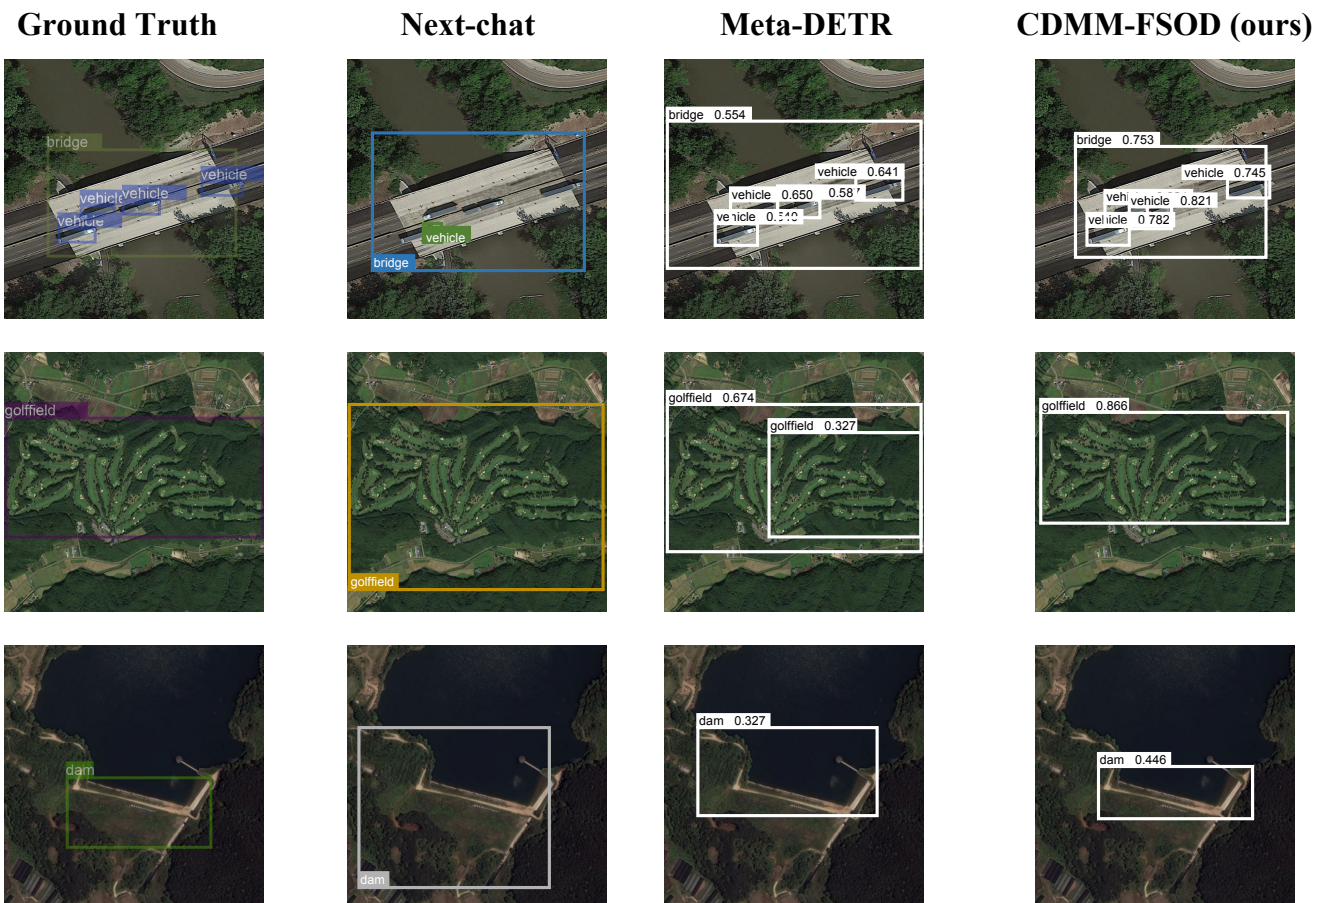 Ground Truth
Next-chat
Meta-DETR
CDMM-FSOD (ours)
bridge
vehicle
vehicle
vehicle
vehicle
vehicle
bridge
bridge 0.554
vehicle 0.641
vehicle 0.650
vehicle
bridge 0.753
vehicle 0.745
vehicle 0.821
vehicle 0.782
golffield
golffield
golffield 0.674
golffield 0.327
golffield 0.866
dam
dam
dam 0.327
dam 0.446